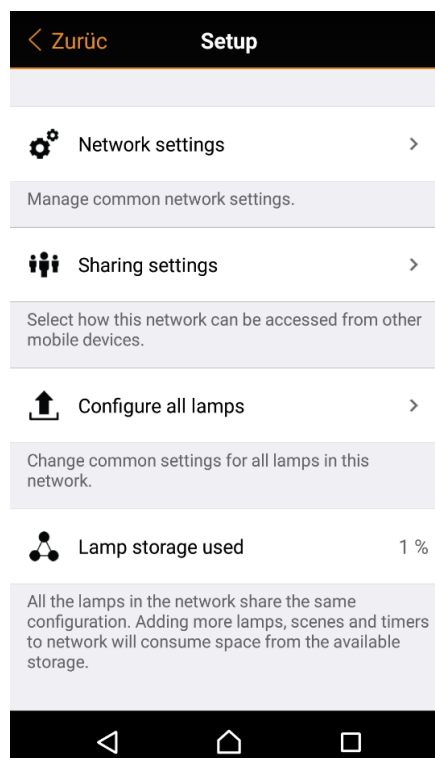 Zurüc
Setup
Network settings
Manage common network settings.
Sharing settings
Select how this network can be accessed from other
mobile devices.
Configure all lamps
Change common settings for all lamps in this
network.
Lamp storage used 1 %
All the lamps in the network share the same
configuration. Adding more lamps, scenes and timers
to network will consume space from the available
storage.